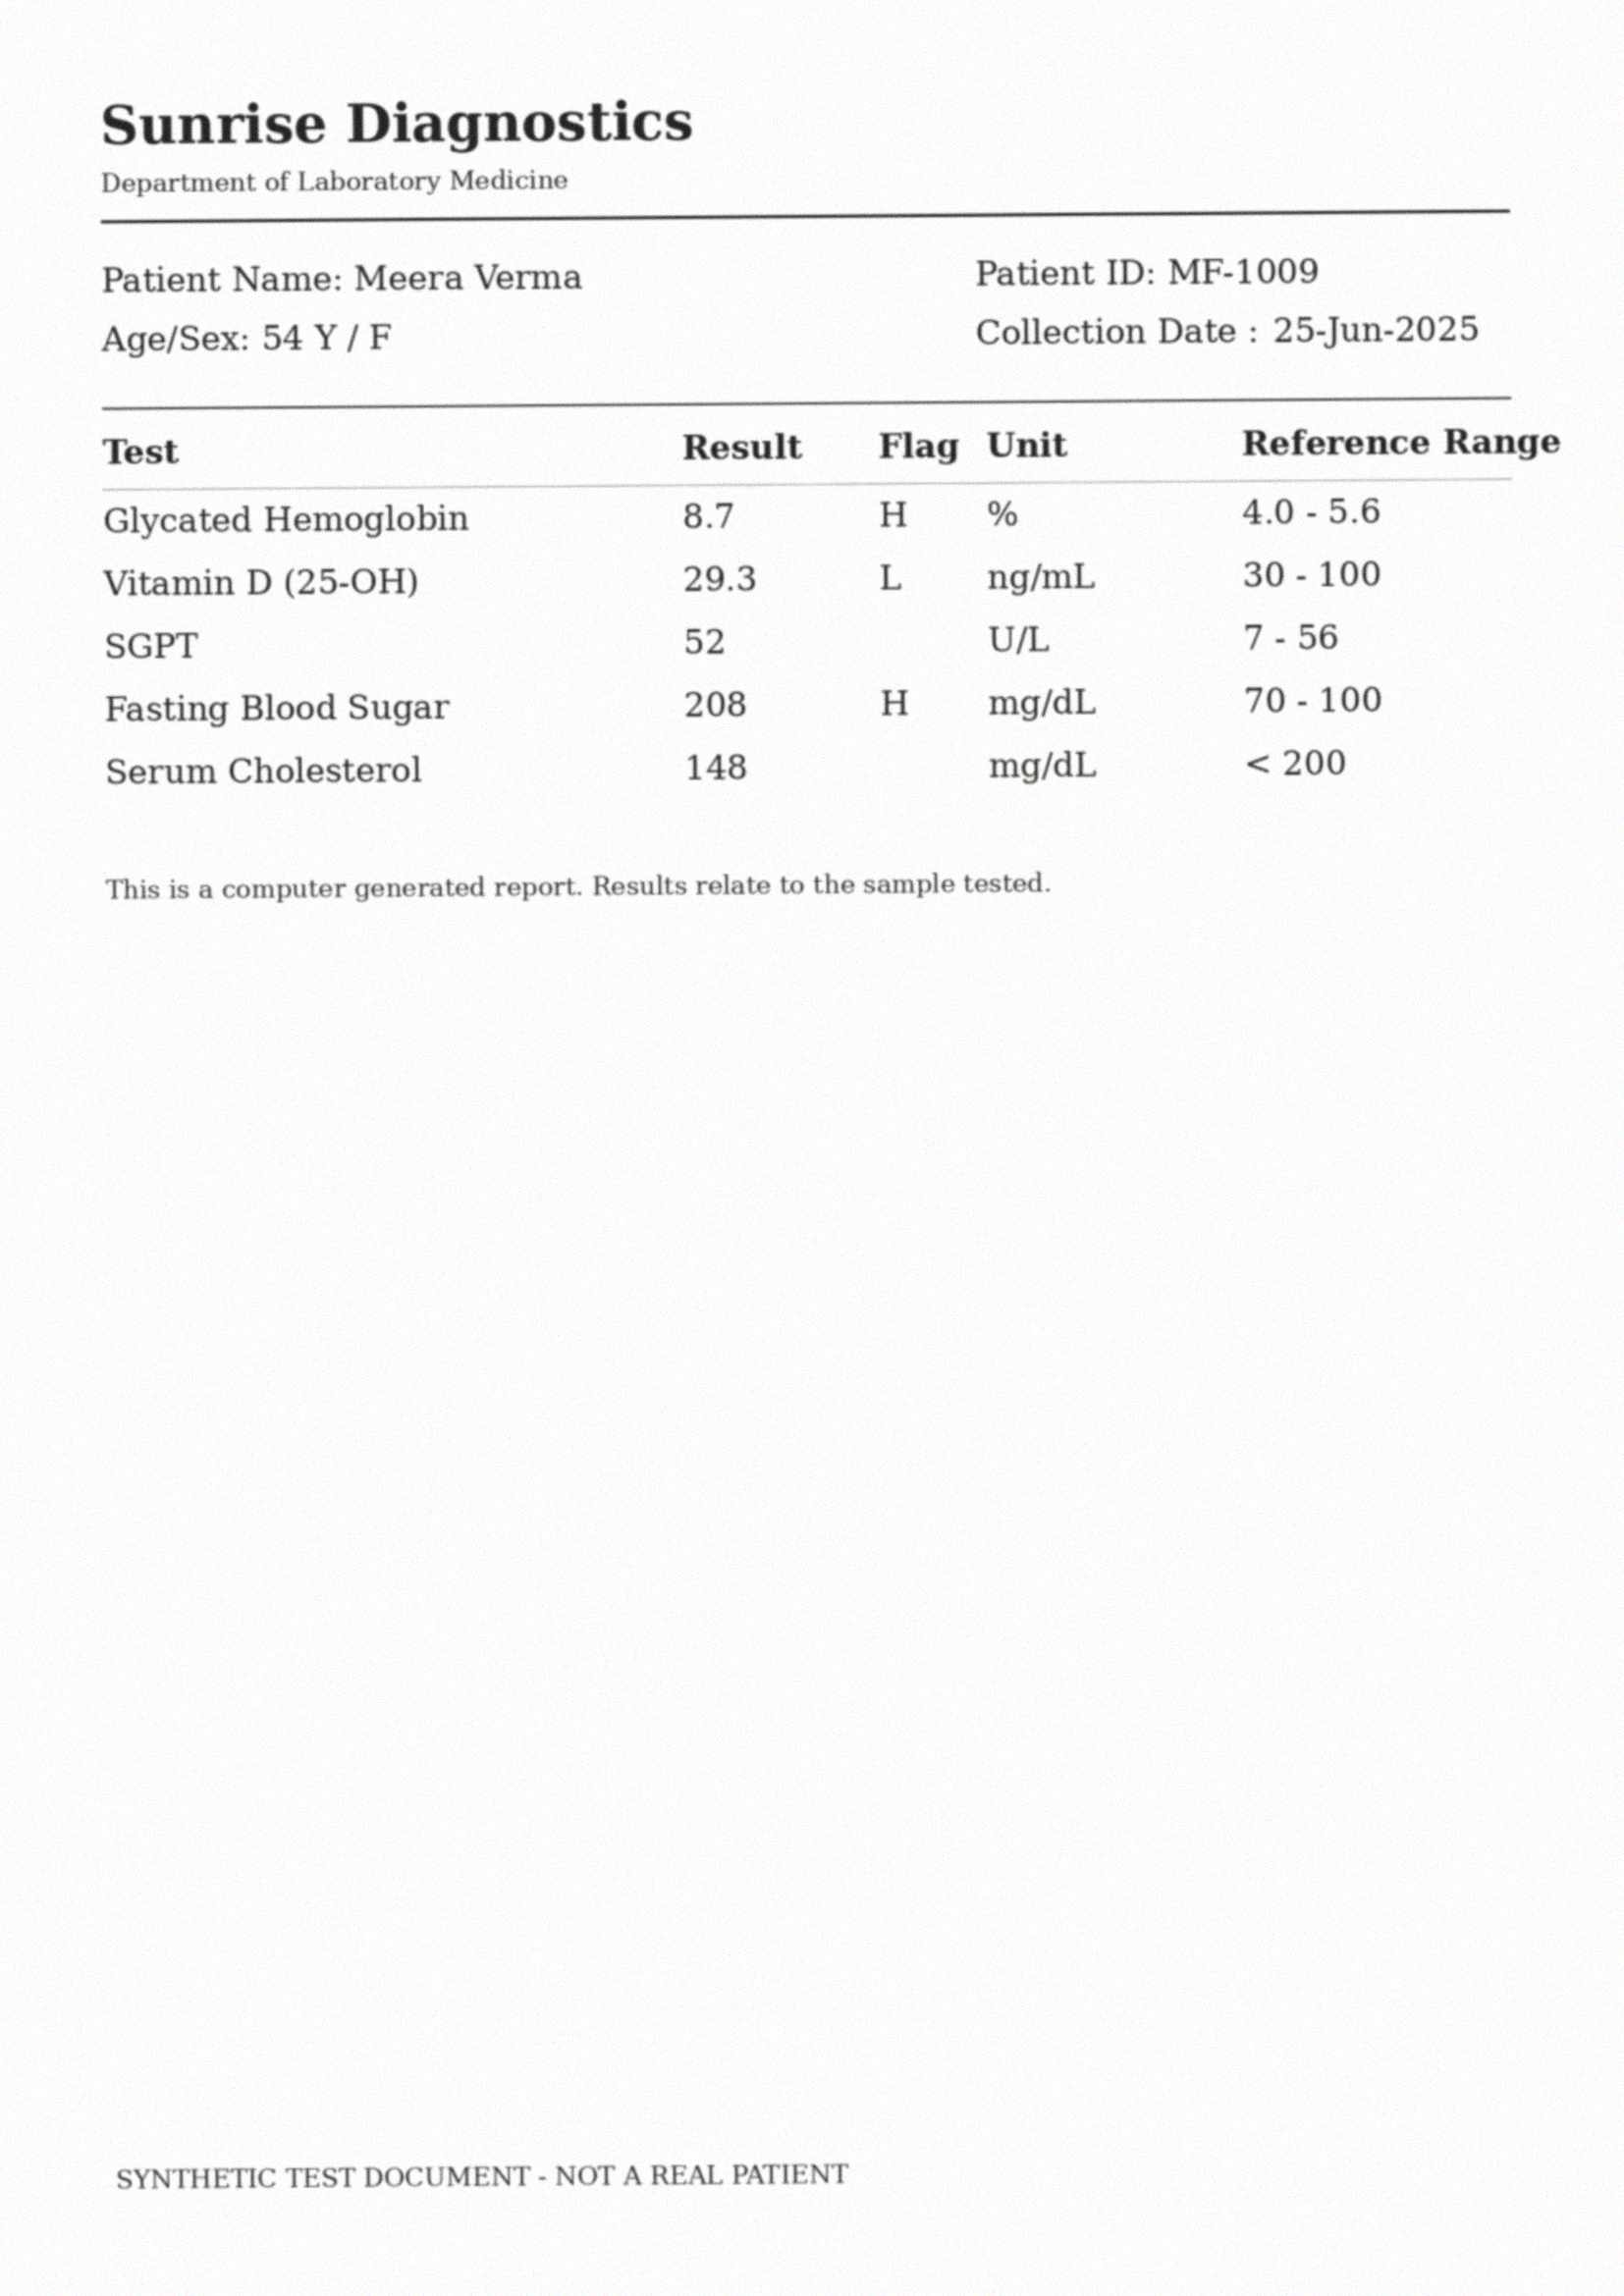 Sunrise Diagnostics
Department of Laboratory Medicine
Patient Name: Meera Verma Patient ID: MF-1009
Age/Sex: 54 Y / F Collection Date : 25-Jun-2025
Test Result Flag Unit Reference Range
Glycated Hemoglobin 8.7 H % 4.0 - 5.6
Vitamin D (25-OH) 29.3 L ng/mL 30 - 100
SGPT 52 U/L 7 - 56
Fasting Blood Sugar 208 H mg/dL 70 - 100
Serum Cholesterol 148 mg/dL < 200
This is a computer generated report. Results relate to the sample tested.
SYNTHETIC TEST DOCUMENT - NOT A REAL PATIENT